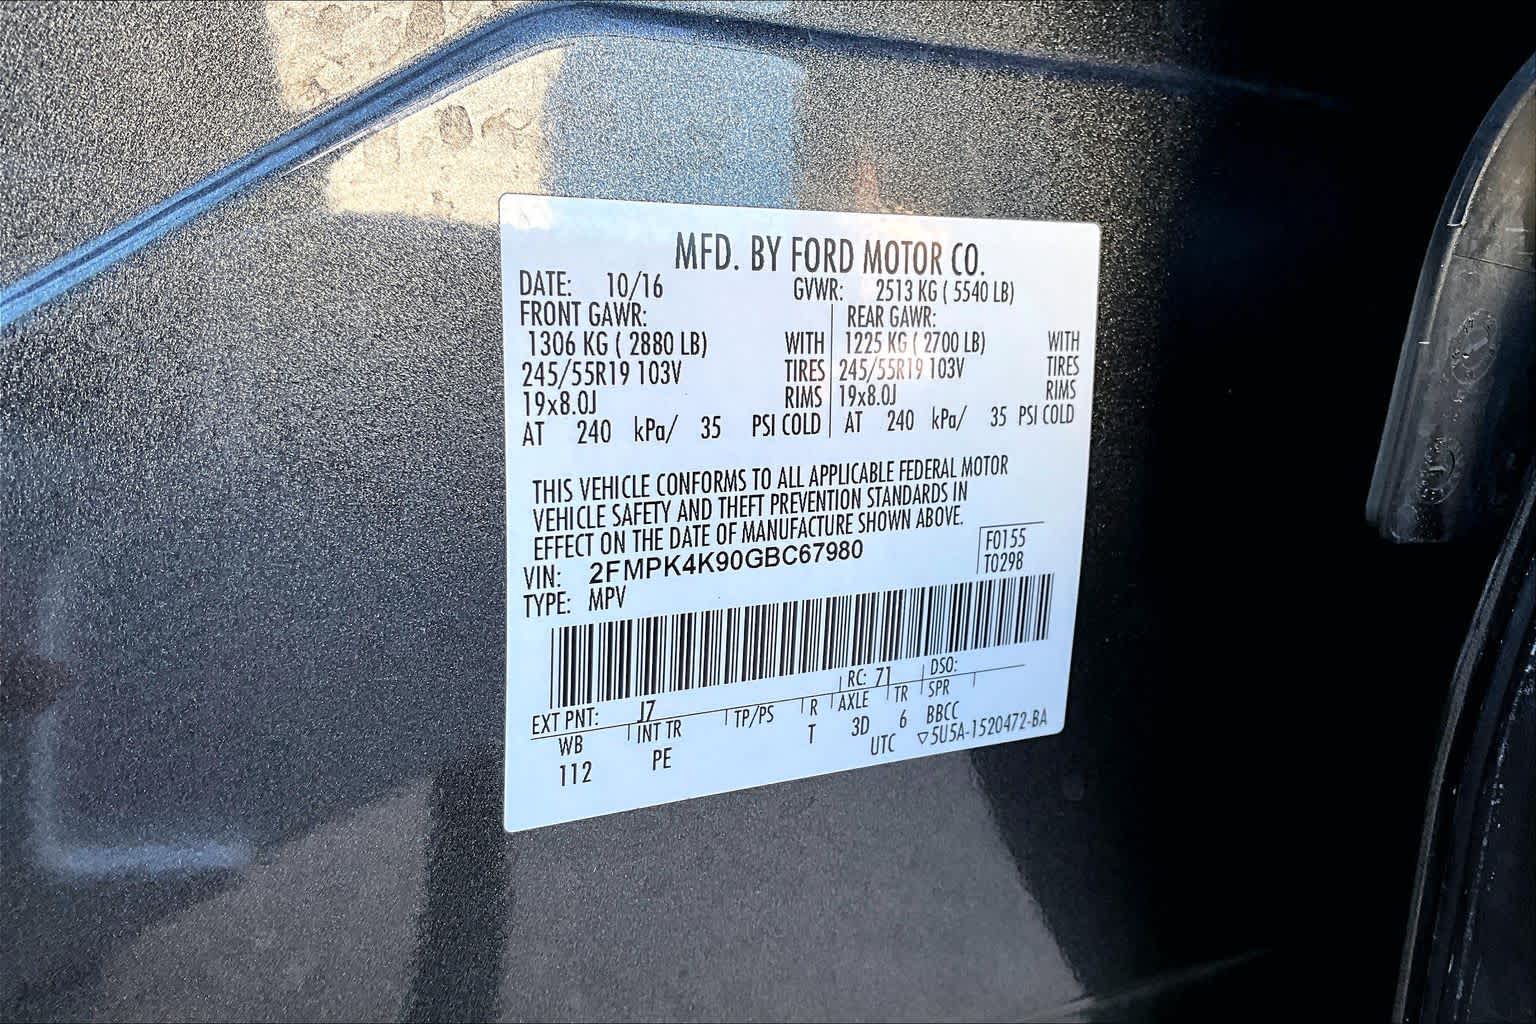 MFD. BY FORD MOTOR CO.
DATE: 10/16 GVWR: 2513 KG ( 5540 LB)
FRONT GAWR: REAR GAWR:
1306 KG ( 2880 LB) WITH 1225 KG ( 2700 LB) WITH
245/55R19 103V TIRES 245/55R19 103V TIRES
19x8.0J RIMS 19x8.0J RIMS
AT 240 kPa/ 35 PSI COLD AT 240 kPa/ 35 PSI COLD
THIS VEHICLE CONFORMS TO ALL APPLICABLE FEDERAL MOTOR
VEHICLE SAFETY AND THEFT PREVENTION STANDARDS IN
EFFECT ON THE DATE OF MANUFACTURE SHOWN ABOVE.
VIN: 2FMPK4K90GBC67980 F0155
TYPE: MPV T0298
EXT PNT: J7 RC: 71 DSO:
WB INT TR TP/PS R AXLE TR SPR
112 PE T 3D 6 BBCC
UTC ▽5U5A-1520472-BA